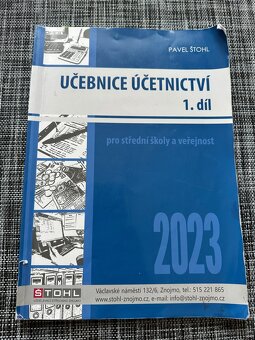 PAVEL ŠTOHL
UČEBNICE ÚČETNICTVÍ
1. díl
pro střední školy a veřejnost
2023
ŠTOHL
Václavské náměstí 132/6, Znojmo, tel.: 515 221 865
www.stohl-znojmo.cz, e-mail: info@stohl-znojmo.cz